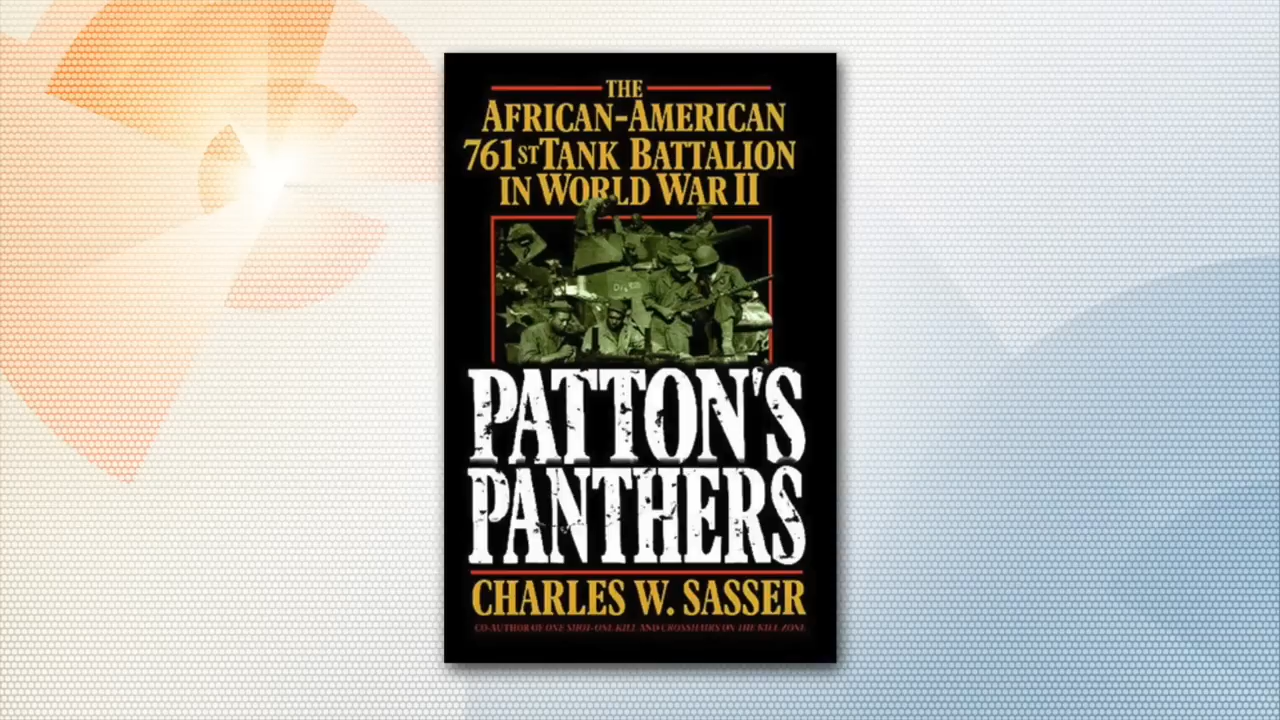 THE
AFRICAN-AMERICAN
761ST TANK BATTALION
IN WORLD WAR II
PATTON'S
PANTHERS
CHARLES W. SASSER
CO-AUTHOR OF ONE SHOT-ONE KILL AND CROSSHAIRS ON THE KILL ZONE